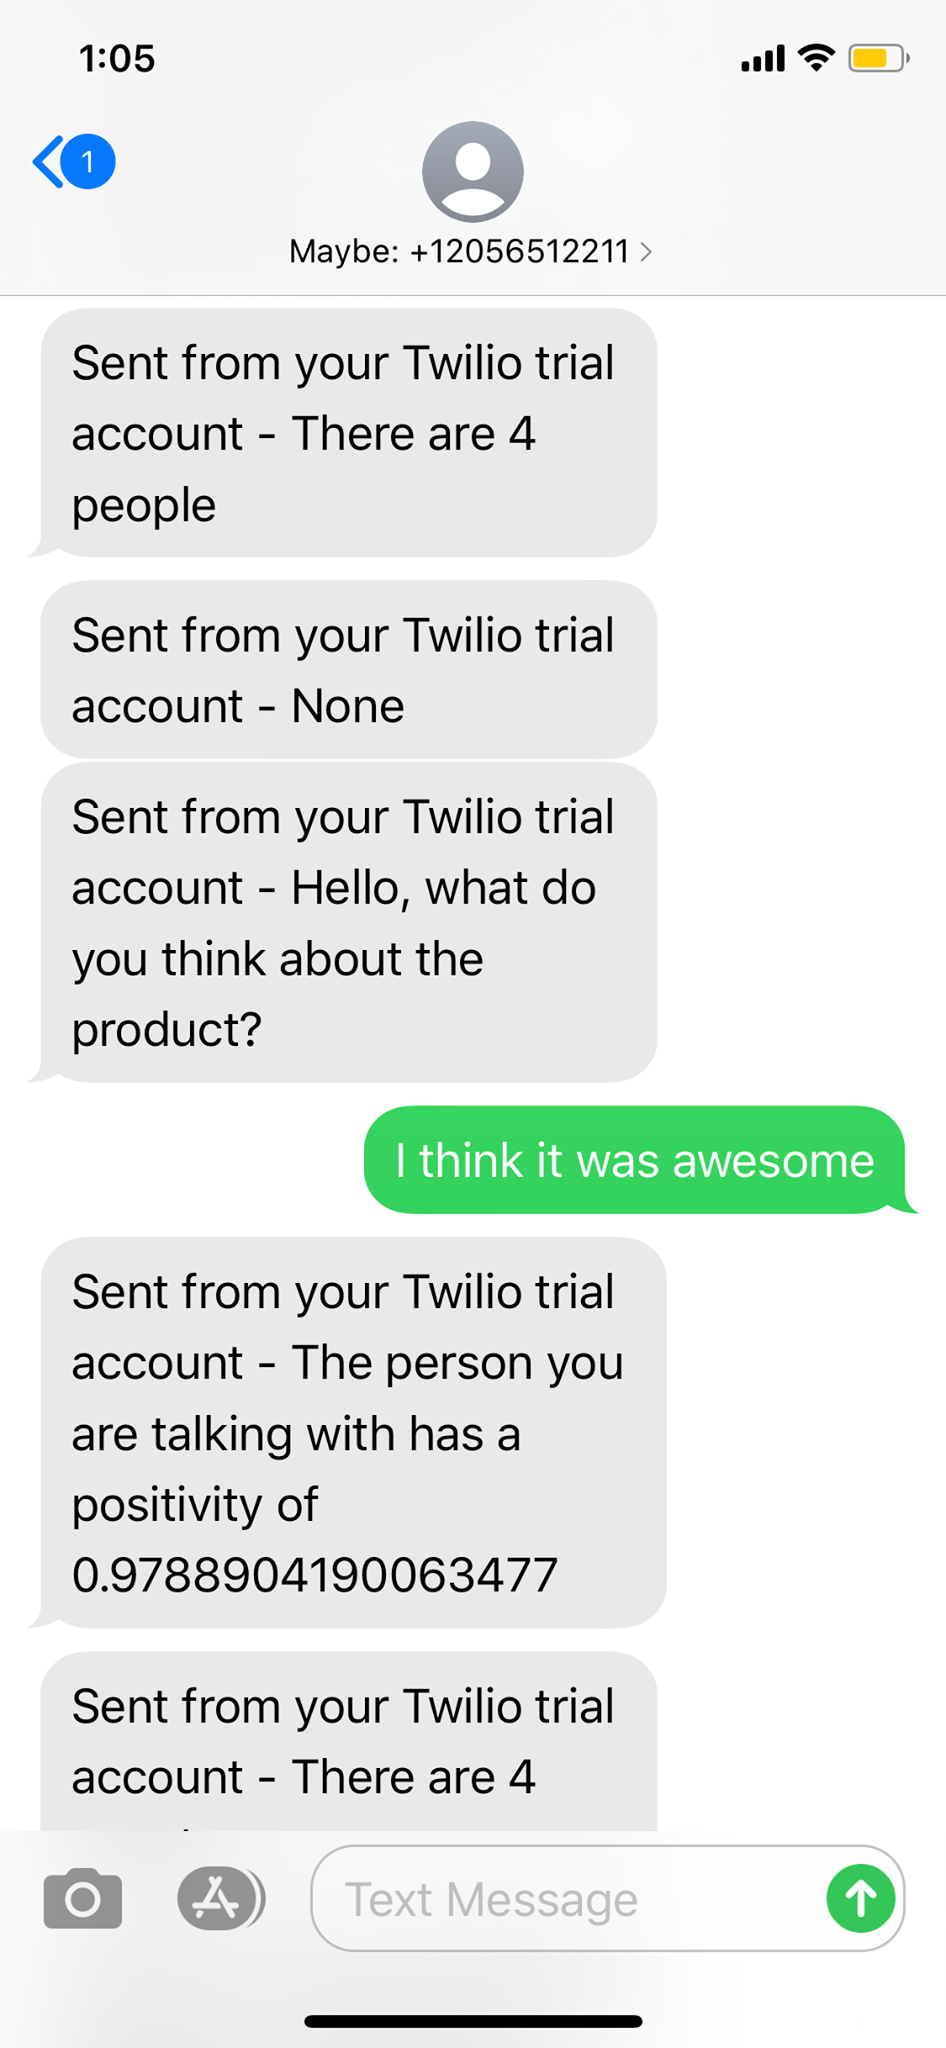 1:05
1
Maybe: +12056512211
Sent from your Twilio trial
account - There are 4
people
Sent from your Twilio trial
account - None
Sent from your Twilio trial
account - Hello, what do
you think about the
product?
I think it was awesome
Sent from your Twilio trial
account - The person you
are talking with has a
positivity of
0.9788904190063477
Sent from your Twilio trial
account - There are 4
Text Message